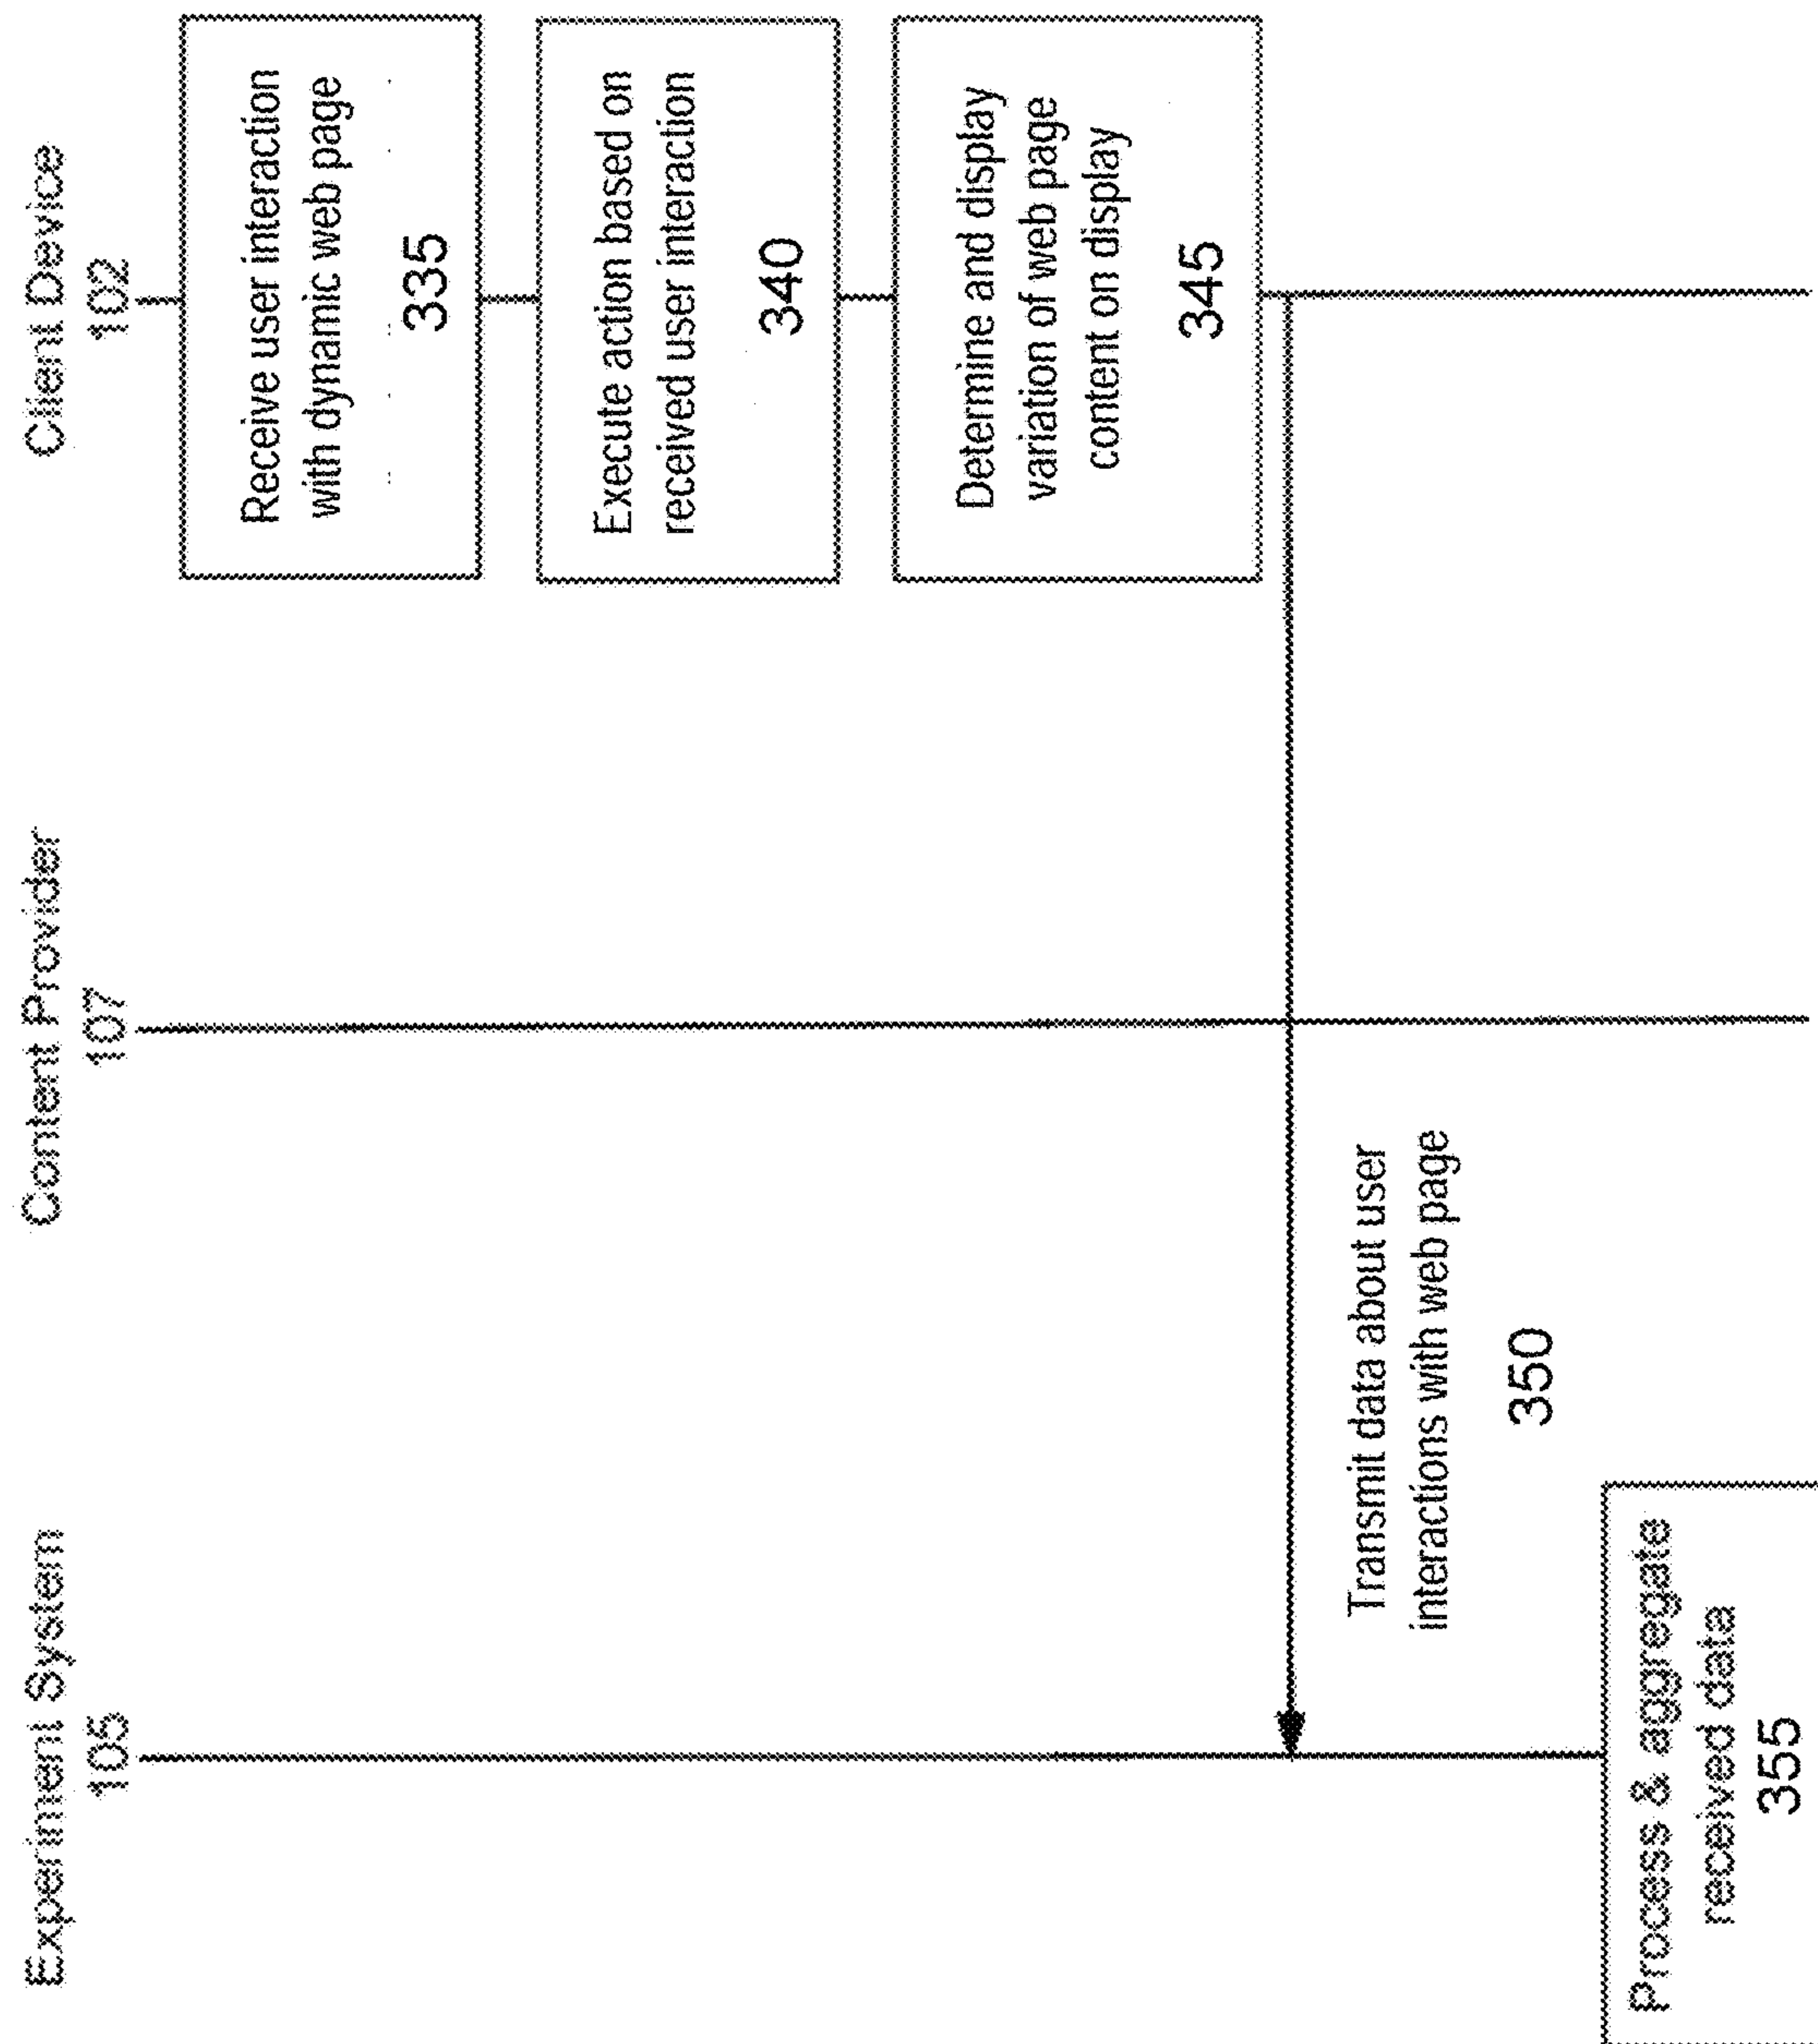 Experiment System
105
Content Provider
107
Client Device
102
Receive user interaction
with dynamic web page
335
Execute action based on
received user interaction
340
Determine and display
variation of web page
content on display
345
Transmit data about user
interactions with web page
350
Process & aggregate
received data
355